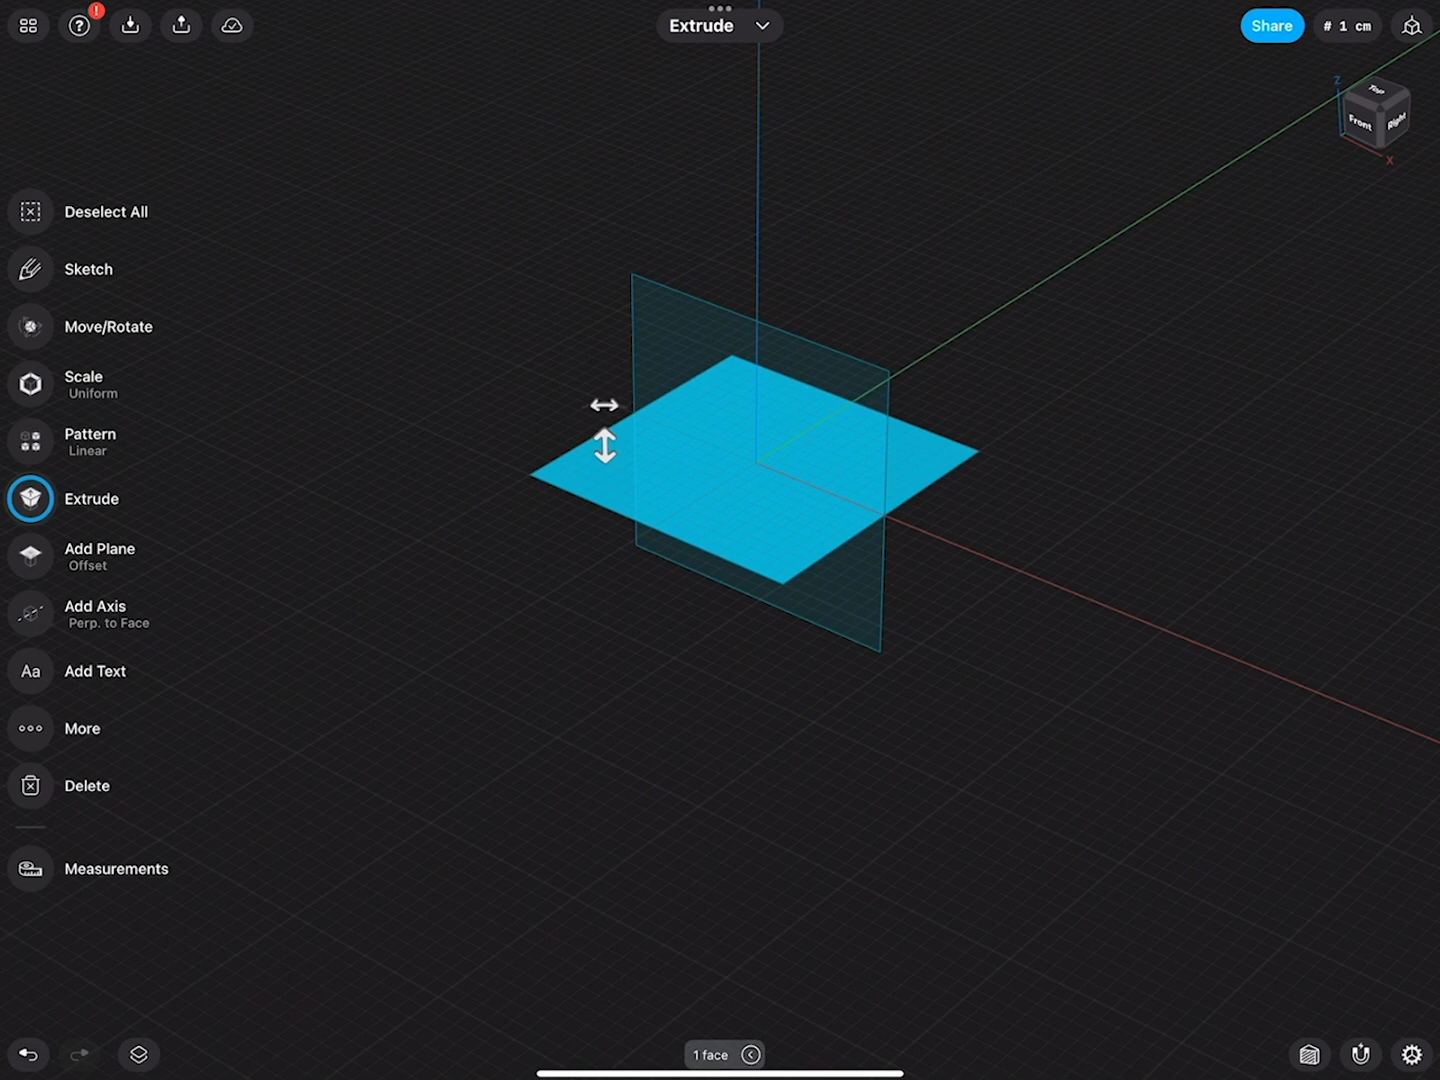 !
Extrude
Share
# 1 cm
Z
Top
Front
Right
X
Deselect All
Sketch
Move/Rotate
Scale
Uniform
Pattern
Linear
Extrude
Add Plane
Offset
Add Axis
Perp. to Face
Aa
Add Text
More
Delete
Measurements
1 face